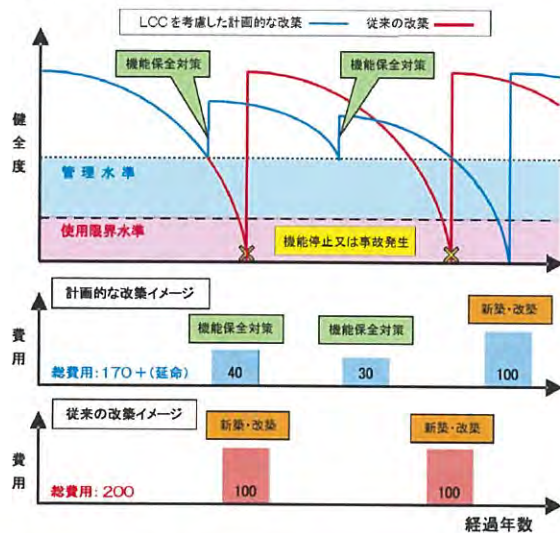 LCCを考慮した計画的な改築
従来の改築
機能保全対策
機能保全対策
健全度
管理水準
使用限界水準
機能停止又は事故発生
計画的な改築イメージ
新築・改築
機能保全対策
機能保全対策
費用
総費用:170+(延命)
40
30
100
従来の改築イメージ
新築・改築
新築・改築
費用
総費用:200
100
100
経過年数